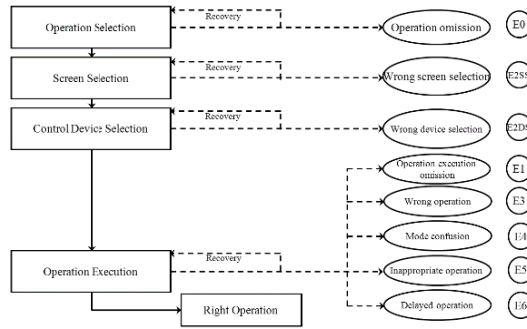 Recovery
Operation Selection
Operation omission
E0
Recovery
Screen Selection
Wrong screen selection
E2SS
Recovery
Control Device Selection
Wrong device selection
E2DS
Operation execution
omission
E1
Wrong operation
E3
Mode confusion
E4
Recovery
Operation Execution
Inappropriate operation
E5
Delayed operation
E6
Right Operation